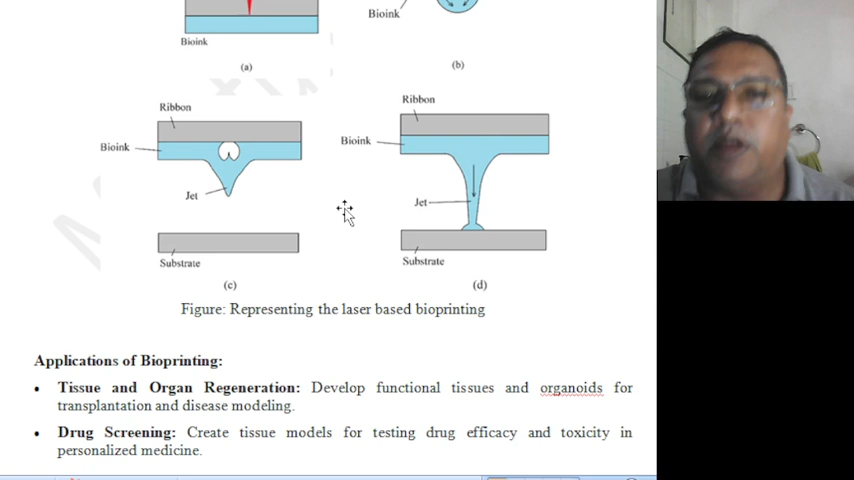 Bioink
Bioink
(a)
(b)
Ribbon
Bioink
Jet
Substrate
(c)
Ribbon
Bioink
Jet
Substrate
(d)
Figure: Representing the laser based bioprinting
Applications of Bioprinting:
• Tissue and Organ Regeneration: Develop functional tissues and organoids for
transplantation and disease modeling.
• Drug Screening: Create tissue models for testing drug efficacy and toxicity in
personalized medicine.